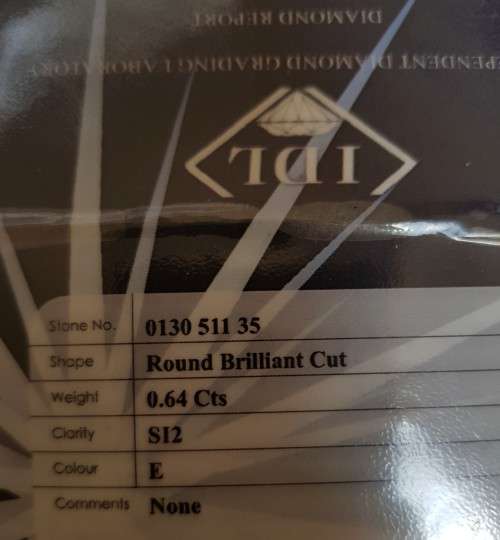 DIAMOND REPORT
PENDENT DIAMOND GRADING LABORATORY
IDL
Stone No. 0130 511 35
Shape Round Brilliant Cut
Weight 0.64 Cts
Clarity SI2
Colour E
Comments None